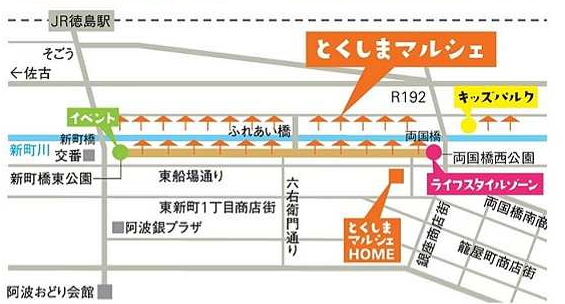 JR徳島駅
とくしまマルシェ
そごう
←佐古
R192
キッズパルク
イベント
ふれあい橋
両国橋
新町橋
新町川
交番
両国橋西公園
新町橋東公園
東船場通り
ライフスタイルゾーン
六右衛門通り
東新町1丁目商店街
とくしま
マルシェ
HOME
銀座商店街
両国橋南商
阿波銀プラザ
籠屋町商店街
阿波おどり会館